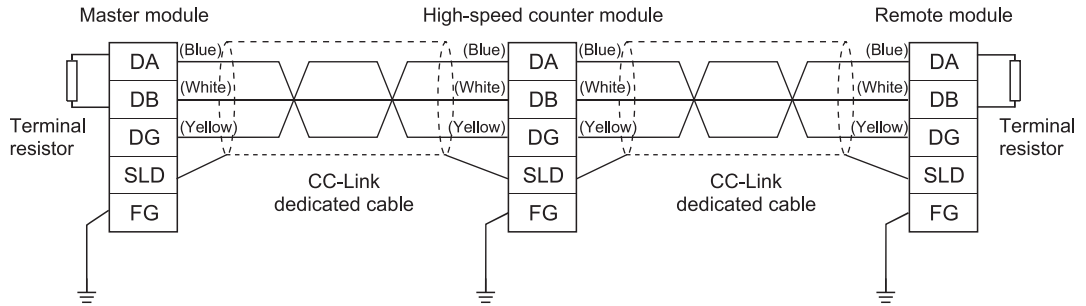 Master module
High-speed counter module
Remote module
DA (Blue) (Blue) DA (Blue) (Blue) DA
DB (White) (White) DB (White) (White) DB
DG (Yellow) (Yellow) DG (Yellow) (Yellow) DG
Terminal
resistor
Terminal
resistor
SLD SLD SLD
CC-Link
dedicated cable
CC-Link
dedicated cable
FG FG FG